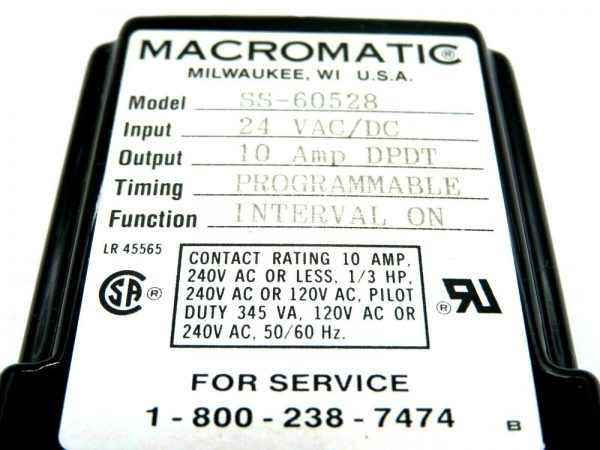 MACROMATIC®
MILWAUKEE, WI U.S.A.
Model SS-60528
Input 24 VAC/DC
Output 10 Amp DPDT
Timing PROGRAMMABLE
Function INTERVAL ON
LR 45565
CONTACT RATING 10 AMP,
240V AC OR LESS, 1/3 HP,
240V AC OR 120V AC, PILOT
DUTY 345 VA, 120V AC OR
240V AC, 50/60 Hz.
SA ®
® RU
FOR SERVICE
1-800-238-7474
B